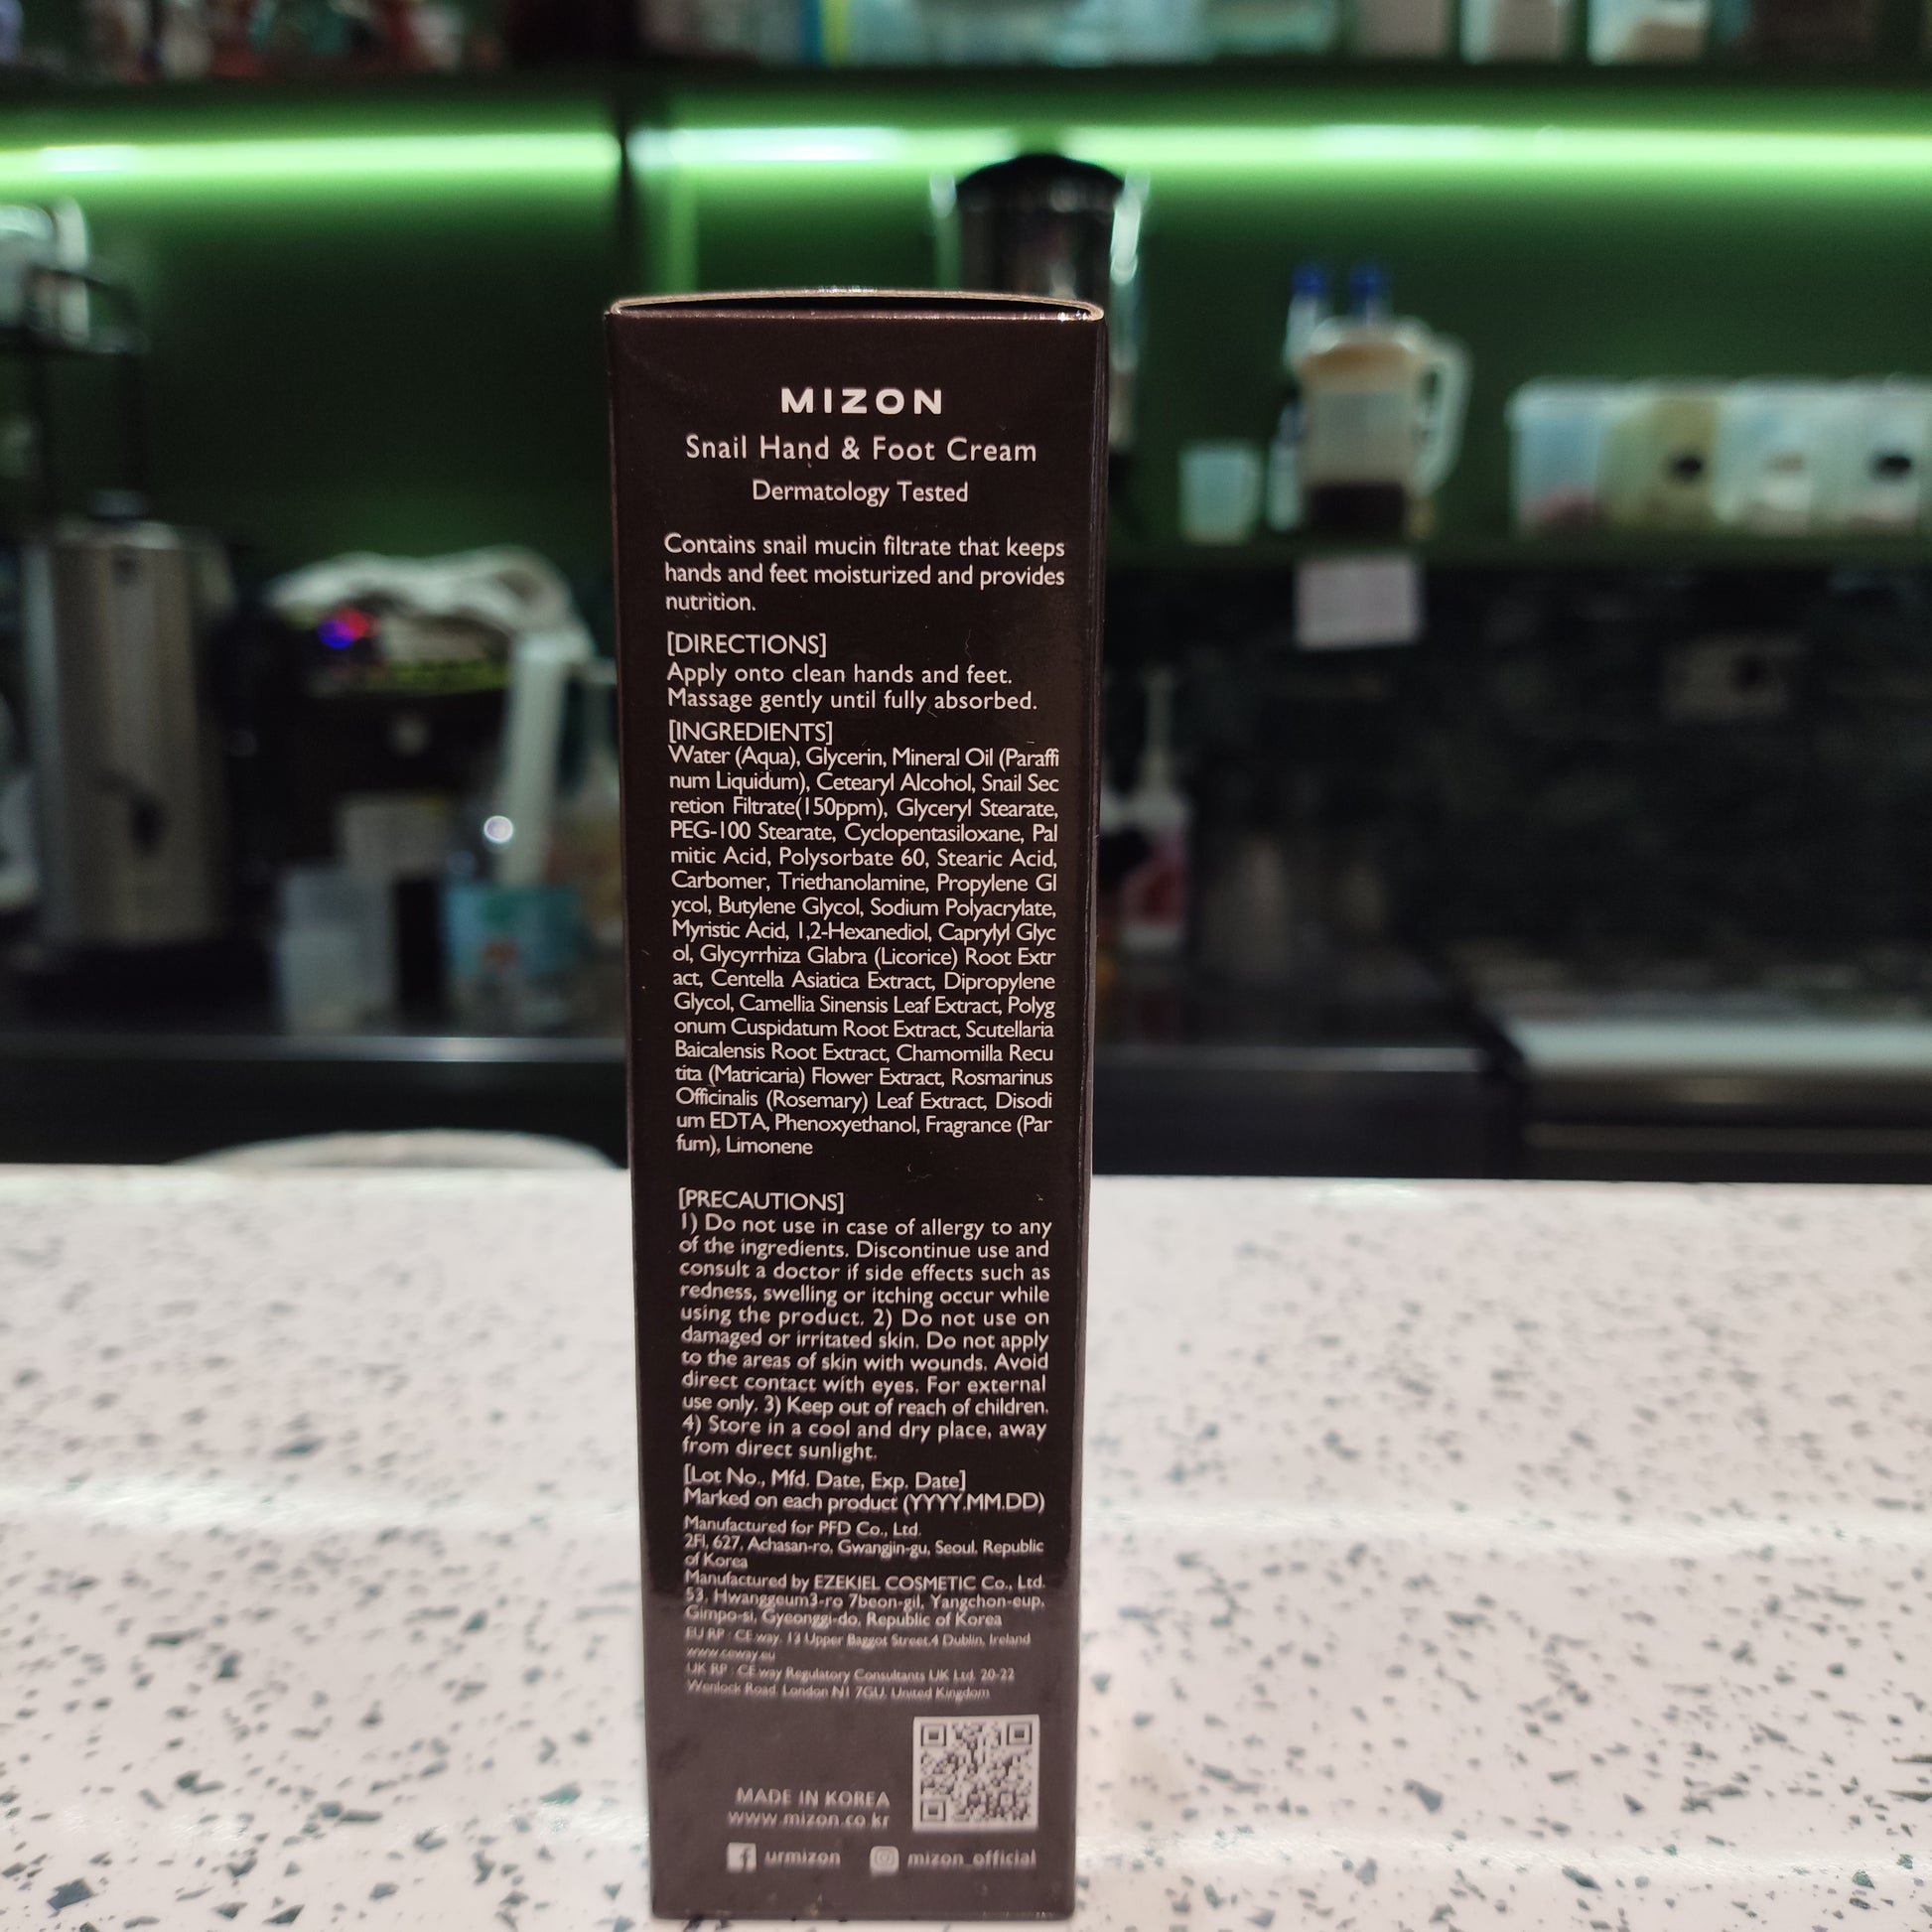 MIZON
Snail Hand & Foot Cream
Dermatology Tested
Contains snail mucin filtrate that keeps
hands and feet moisturized and provides
nutrition.
[DIRECTIONS]
Apply onto clean hands and feet.
Massage gently until fully absorbed.
[INGREDIENTS]
Water (Aqua), Glycerin, Mineral Oil (Paraffi
num Liquidum), Cetearyl Alcohol, Snail Sec
retion Filtrate(150ppm), Glyceryl Stearate,
PEG-100 Stearate, Cyclopentasiloxane, Pal
mitic Acid, Polysorbate 60, Stearic Acid,
Carbomer, Triethanolamine, Propylene Gl
ycol, Butylene Glycol, Sodium Polyacrylate,
Myristic Acid, 1,2-Hexanediol, Caprylyl Glyc
ol, Glycyrrhiza Glabra (Licorice) Root Extr
act, Centella Asiatica Extract, Dipropylene
Glycol, Camellia Sinensis Leaf Extract, Polyg
onum Cuspidatum Root Extract, Scutellaria
Baicalensis Root Extract, Chamomilla Recu
tita (Matricaria) Flower Extract, Rosmarinus
Officinalis (Rosemary) Leaf Extract, Disodi
um EDTA, Phenoxyethanol, Fragrance (Par
fum), Limonene
[PRECAUTIONS]
1) Do not use in case of allergy to any
of the ingredients. Discontinue use and
consult a doctor if side effects such as
redness, swelling or itching occur while
using the product. 2) Do not use on
damaged or irritated skin. Do not apply
to the areas of skin with wounds. Avoid
direct contact with eyes. For external
use only. 3) Keep out of reach of children.
4) Store in a cool and dry place, away
from direct sunlight.
[Lot No., Mfd. Date, Exp. Date]
Marked on each product (YYYY.MM.DD)
Manufactured for PFD Co., Ltd.
2Fl, 627, Achasan-ro, Gwangjin-gu, Seoul, Republic
of Korea
Manufactured by EZEKIEL COSMETIC Co., Ltd.
53, Hwanggeum3-ro 7beon-gil, Yangchon-eup,
Gimpo-si, Gyeonggi-do, Republic of Korea
EU RP : CE.way, 13 Upper Baggot Street,4 Dublin, Ireland
www.ceway.eu
UK RP : CE.way Regulatory Consultants UK Ltd. 20-22
Wenlock Road, London N1 7GU, United Kingdom
MADE IN KOREA
www.mizon.co.kr
urmizon
mizon_official